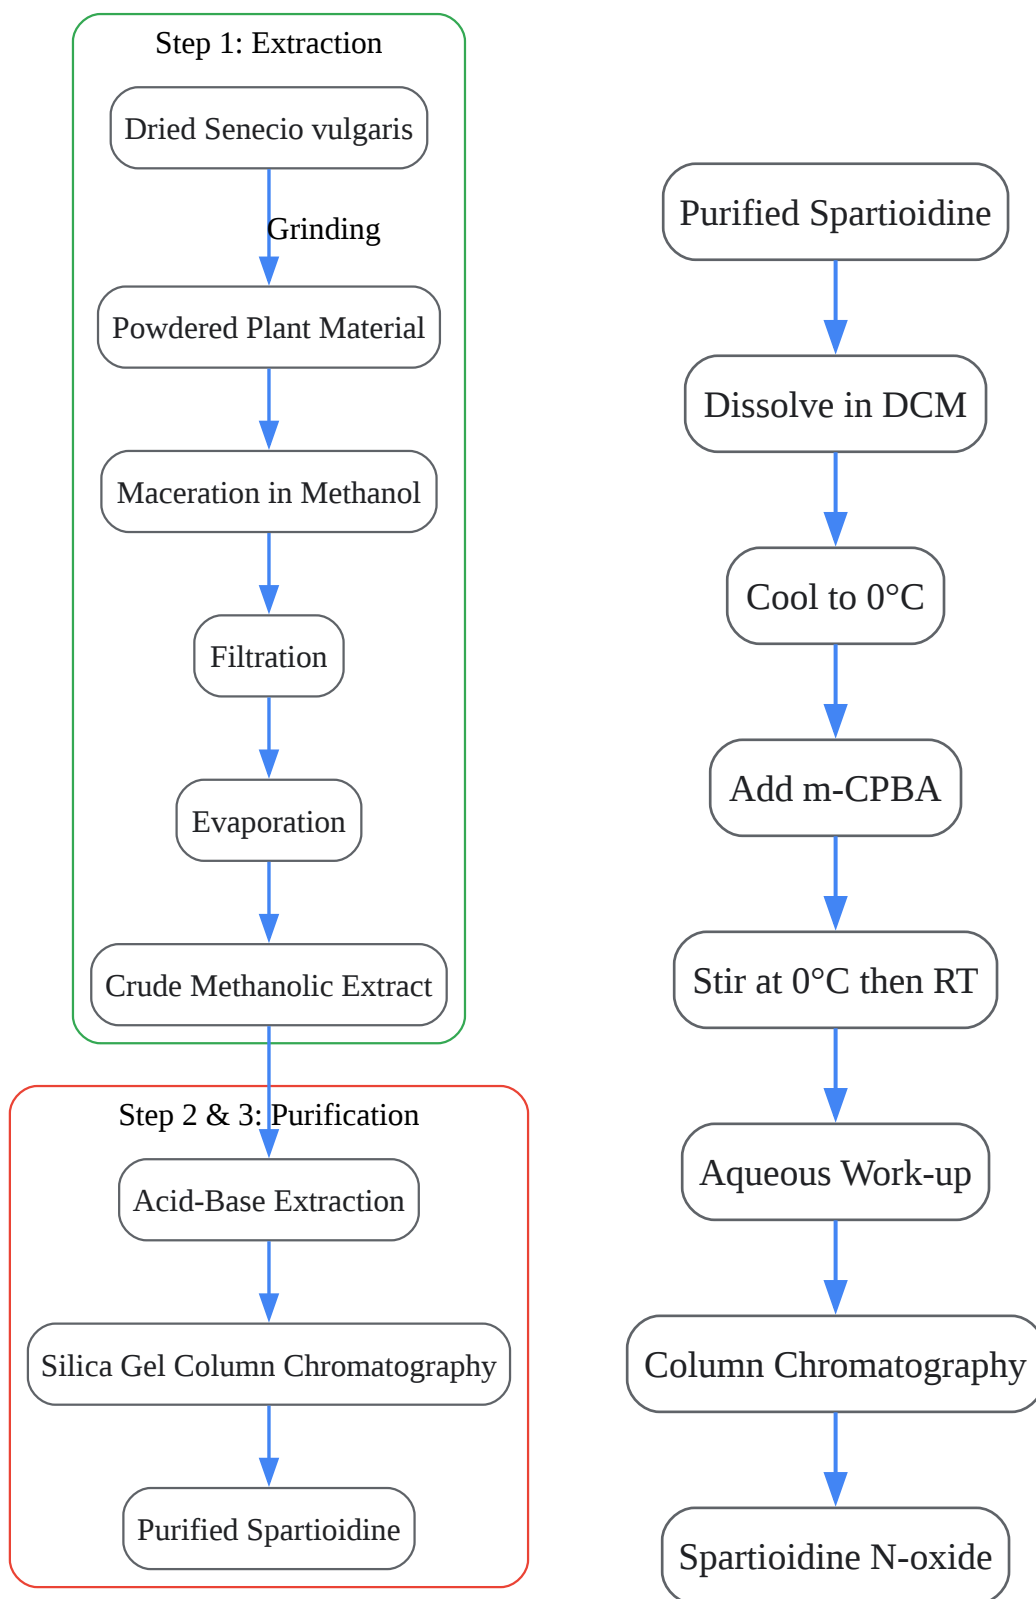 Step 1: Extraction
Dried Senecio vulgaris
Grinding
Powdered Plant Material
Maceration in Methanol
Filtration
Evaporation
Crude Methanolic Extract
Step 2 & 3: Purification
Acid-Base Extraction
Silica Gel Column Chromatography
Purified Spartioidine
Purified Spartioidine
Dissolve in DCM
Cool to 0°C
Add m-CPBA
Stir at 0°C then RT
Aqueous Work-up
Column Chromatography
Spartioidine N-oxide